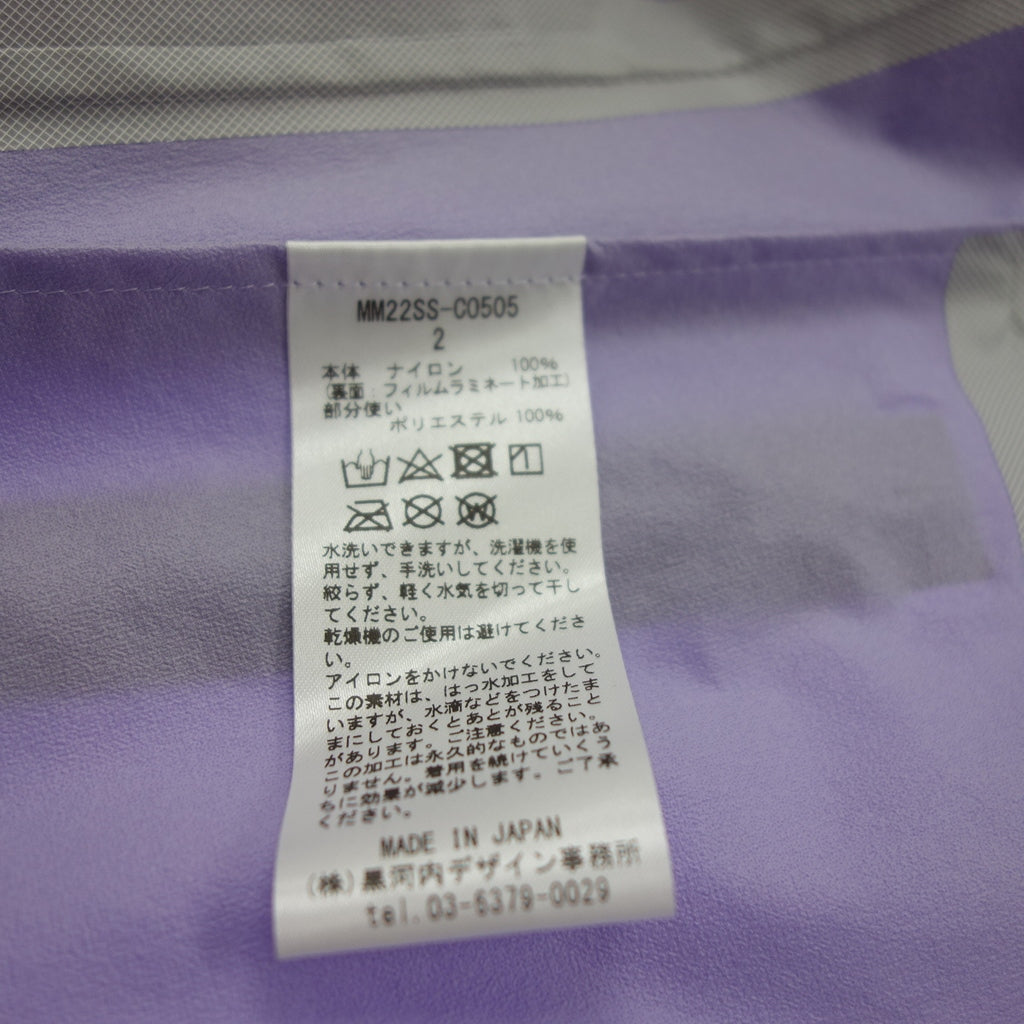 MM22SS-C0505
2
本体 ナイロン 100%
(裏面:フィルムラミネート加工)
部分使い
ポリエステル 100%
水洗いできますが、洗濯機を使
用せず、手洗いしてください。
絞らず、軽く水気を切って干し
てください。
乾燥機のご使用は避けてくださ
い。
アイロンをかけないでください。
この素材は、はっ水加工をして
いますが、水滴などをつけたま
まにしておくとあとが残ること
があります。ご注意ください。
この加工は永久的なものではあ
りません。着用を続けていくう
ちに効果が減少します。ご了承
ください。
MADE IN JAPAN
(株)黒河内デザイン事務所
tel.03-6379-0029